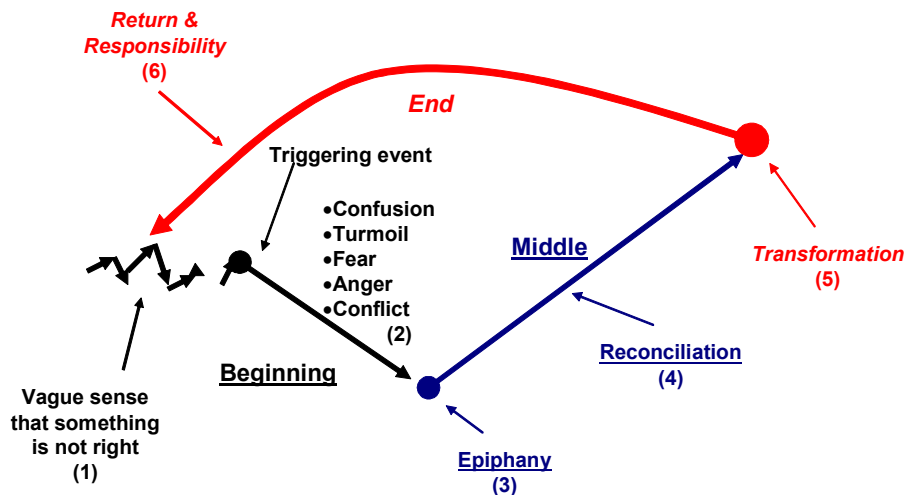 Return &
Responsibility
(6)
End
Triggering event
•Confusion
•Turmoil
•Fear
•Anger
•Conflict
(2)
Middle
Transformation
(5)
Beginning
Reconciliation
(4)
Vague sense
that something
is not right
(1)
Epiphany
(3)